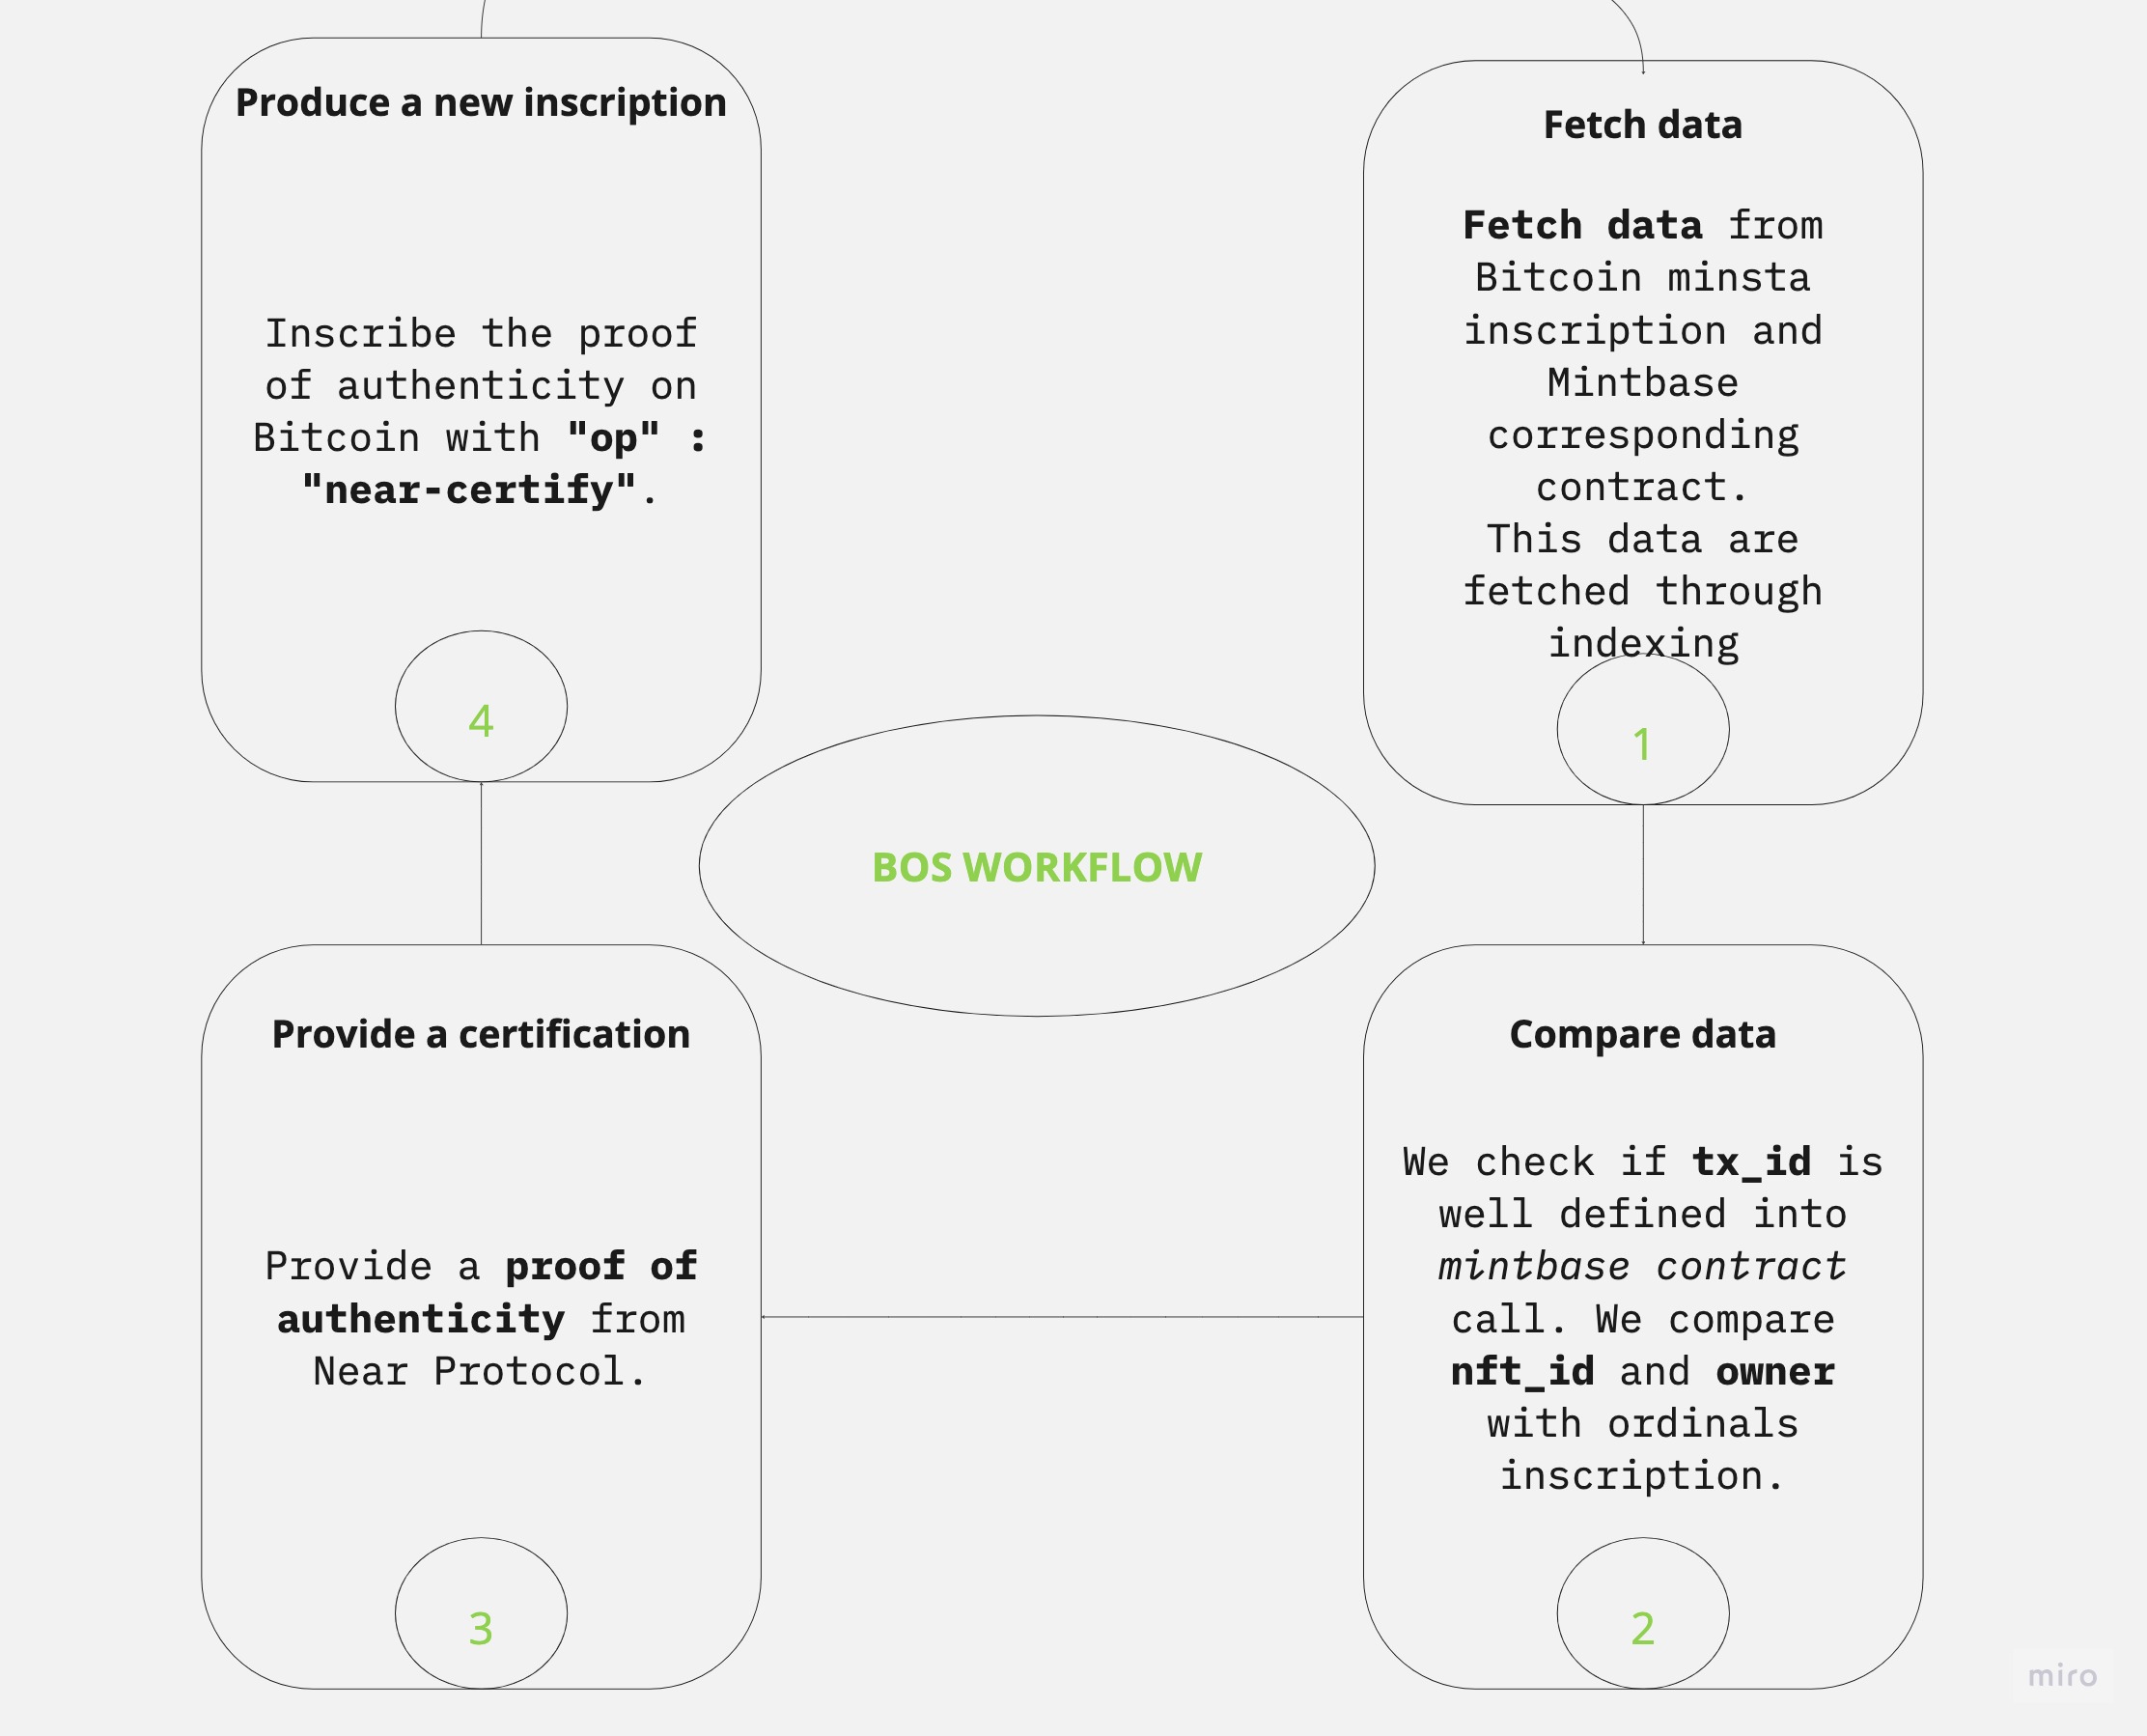 Produce a new inscription
Inscribe the proof
of authenticity on
Bitcoin with "op" :
"near-certify".
4
Fetch data
Fetch data from
Bitcoin minsta
inscription and
Mintbase
corresponding
contract.
This data are
fetched through
indexing
1
BOS WORKFLOW
Provide a certification
Provide a proof of
authenticity from
Near Protocol.
3
Compare data
We check if tx_id is
well defined into
mintbase contract
call. We compare
nft_id and owner
with ordinals
inscription.
2
miro